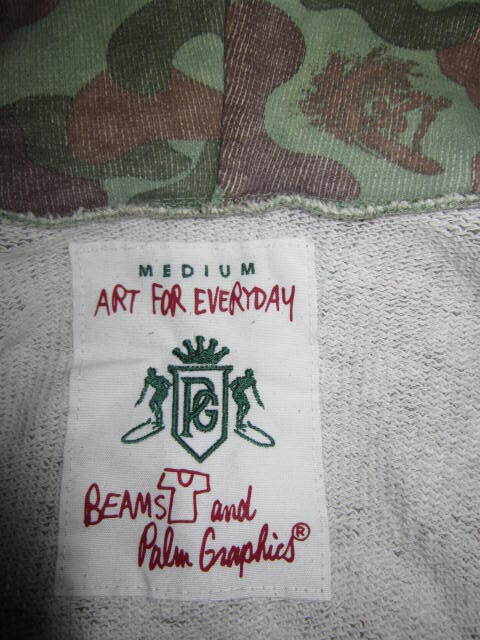 MEDIUM
ART FOR EVERYDAY
PG
BEAMS and
Palm Graphics®